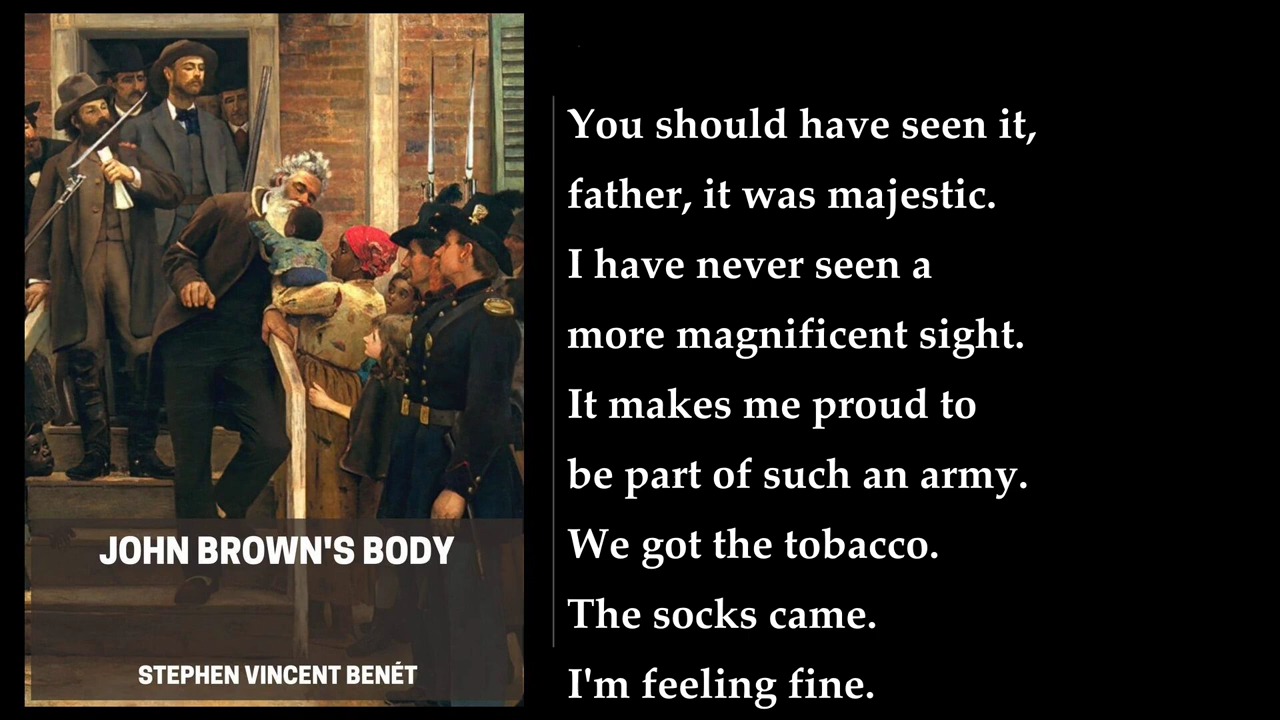 JOHN BROWN'S BODY
STEPHEN VINCENT BENÉT
You should have seen it,
father, it was majestic.
I have never seen a
more magnificent sight.
It makes me proud to
be part of such an army.
We got the tobacco.
The socks came.
I'm feeling fine.